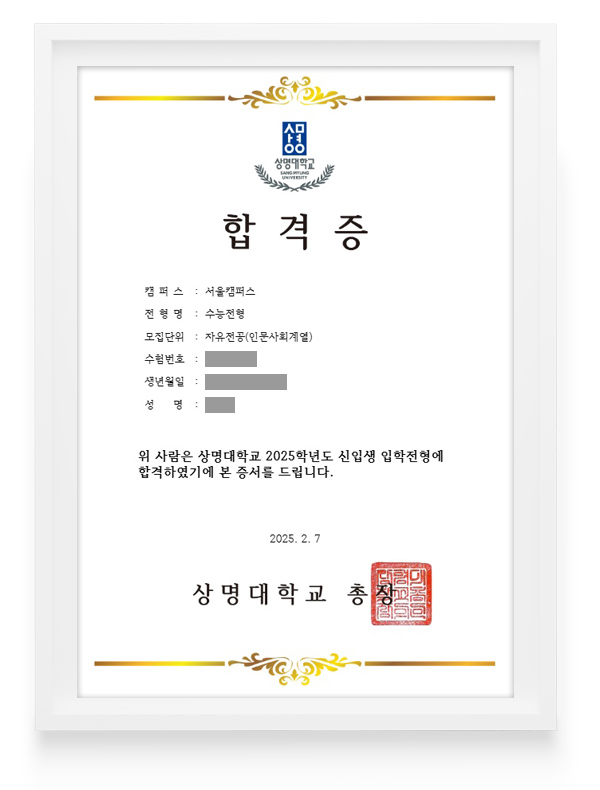 상명
상명대학교
SANG MYUNG
UNIVERSITY
합격증
캠 퍼 스 : 서울캠퍼스
전 형 명 : 수능전형
모집단위 : 자유전공(인문사회계열)
수험번호 :
생년월일 :
성 명 :
위 사람은 상명대학교 2025학년도 신입생 입학전형에
합격하였기에 본 증서를 드립니다.
2025. 2. 7
상명대학교 총장